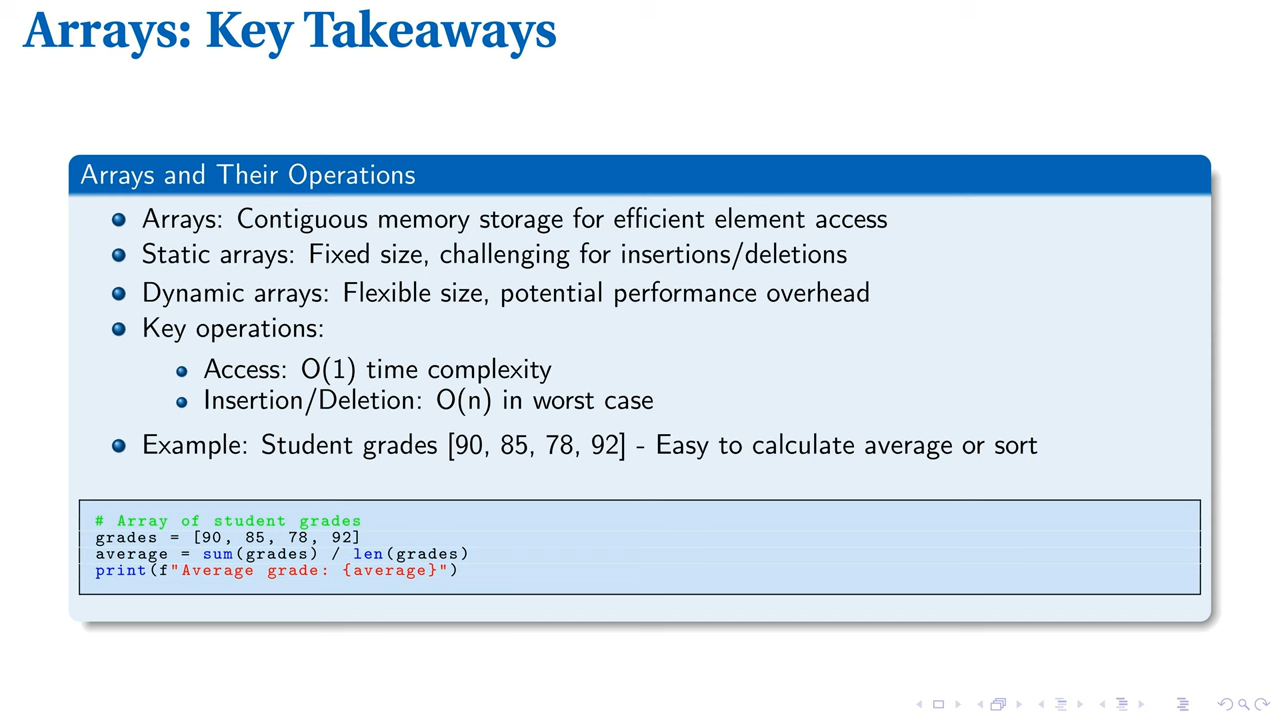 Arrays: Key Takeaways
Arrays and Their Operations
Arrays: Contiguous memory storage for efficient element access
Static arrays: Fixed size, challenging for insertions/deletions
Dynamic arrays: Flexible size, potential performance overhead
Key operations:
Access: O(1) time complexity
Insertion/Deletion: O(n) in worst case
Example: Student grades [90, 85, 78, 92] - Easy to calculate average or sort
# Array of student grades
grades = [90, 85, 78, 92]
average = sum(grades) / len(grades)
print(f"Average grade: {average}")